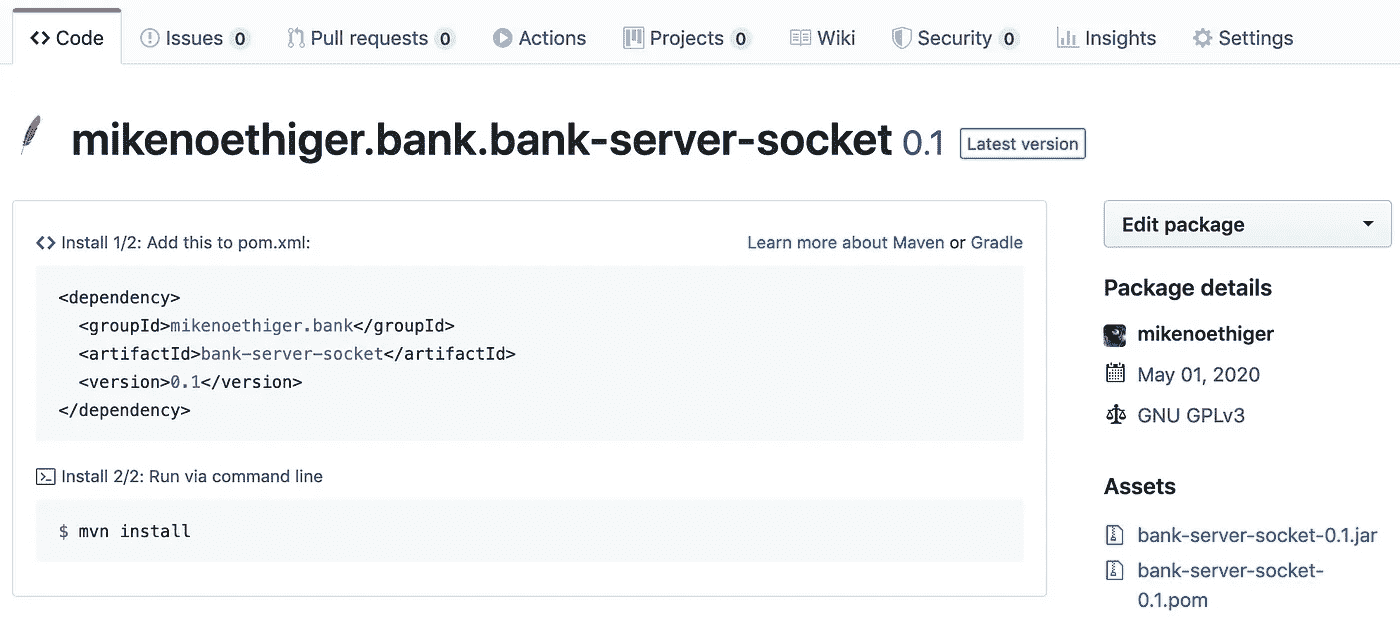 Code Issues 0 Pull requests 0 Actions Projects 0 Wiki Security 0 Insights Settings
mikenoethiger.bank.bank-server-socket 0.1 Latest version
<> Install 1/2: Add this to pom.xml:
Learn more about Maven or Gradle
<dependency>
  <groupId>mikenoethiger.bank</groupId>
  <artifactId>bank-server-socket</artifactId>
  <version>0.1</version>
</dependency>
Install 2/2: Run via command line
$ mvn install
Edit package
Package details
mikenoethiger
May 01, 2020
GNU GPLv3
Assets
bank-server-socket-0.1.jar
bank-server-socket-
0.1.pom